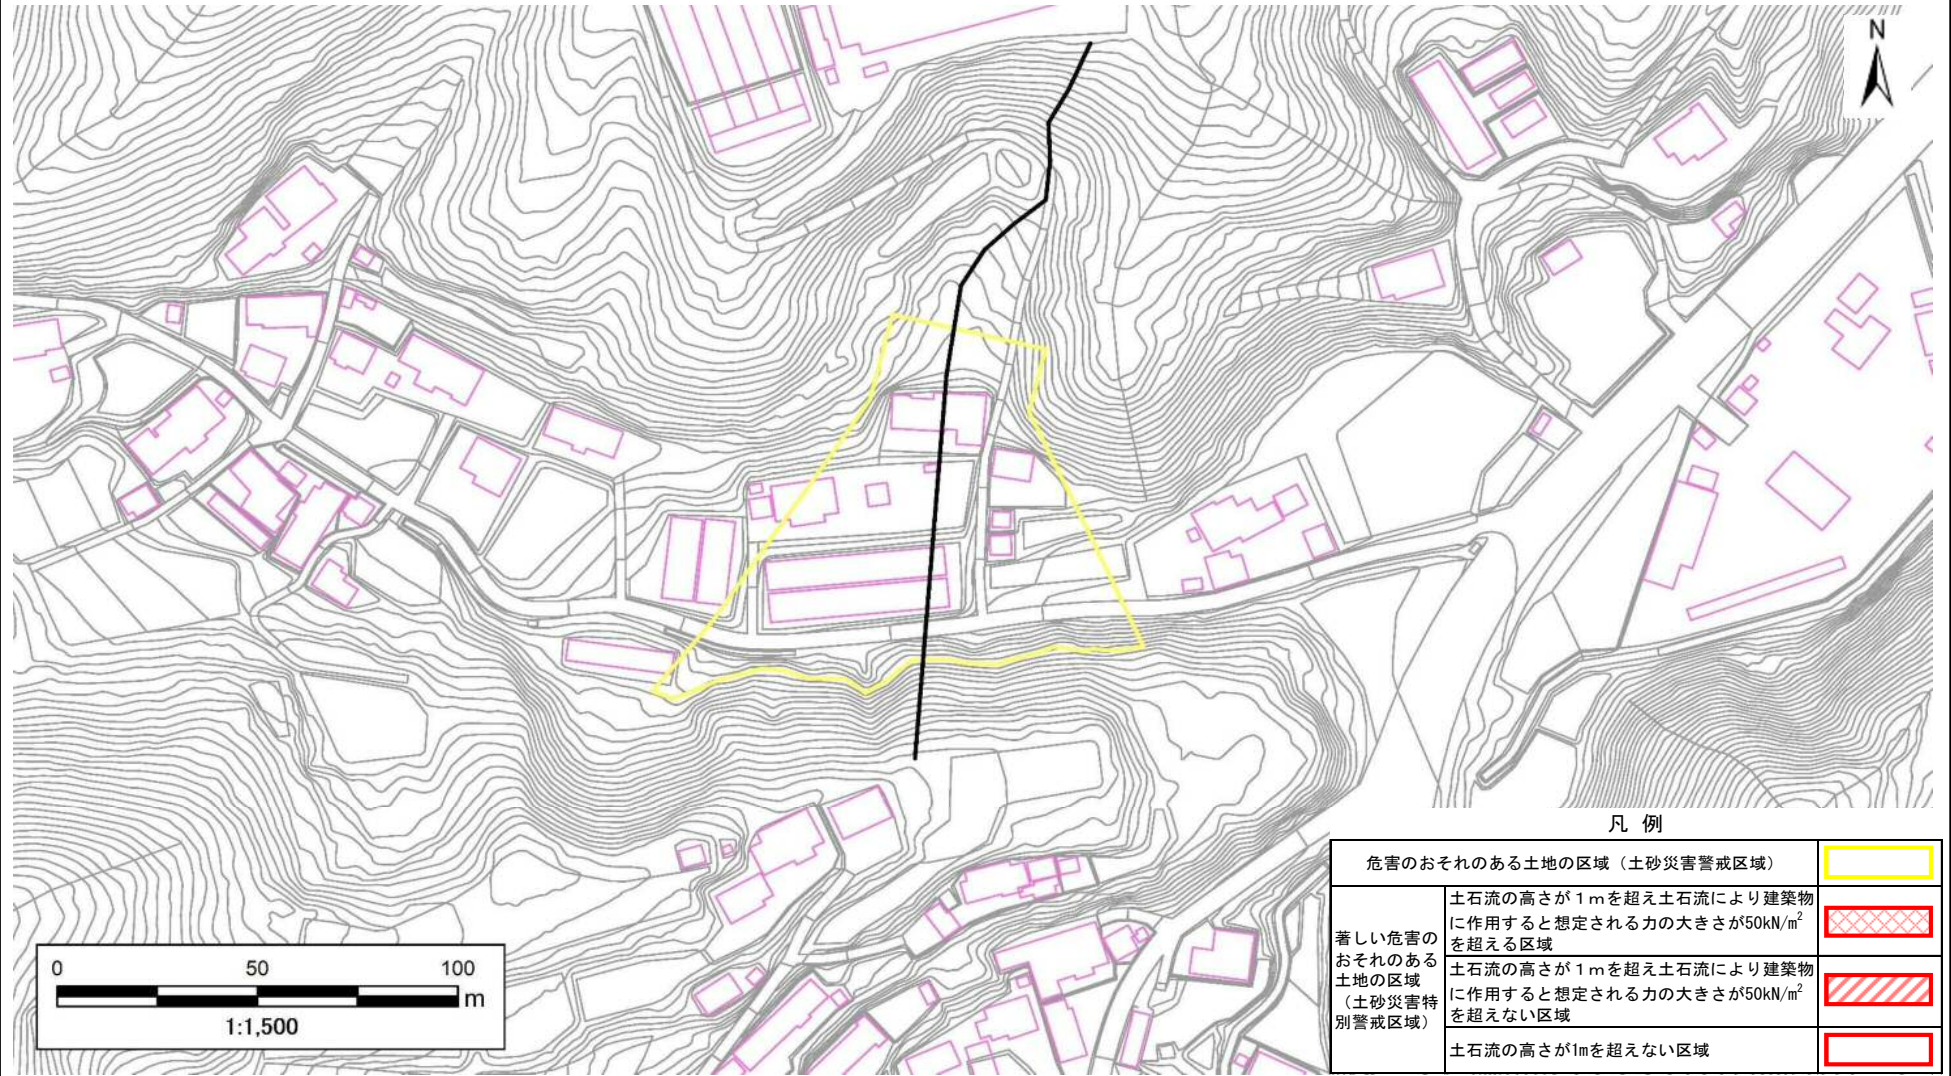 N
凡 例
危害のおそれのある土地の区域（土砂災害警戒区域）
著しい危害の
おそれのある
土地の区域
（土砂災害特
別警戒区域）
土石流の高さが１ｍを超え土石流により建築物
に作用すると想定される力の大きさが50kN/m²
を超える区域
土石流の高さが１ｍを超え土石流により建築物
に作用すると想定される力の大きさが50kN/m²
を超えない区域
土石流の高さが1mを超えない区域
0 50 100
m
1:1,500